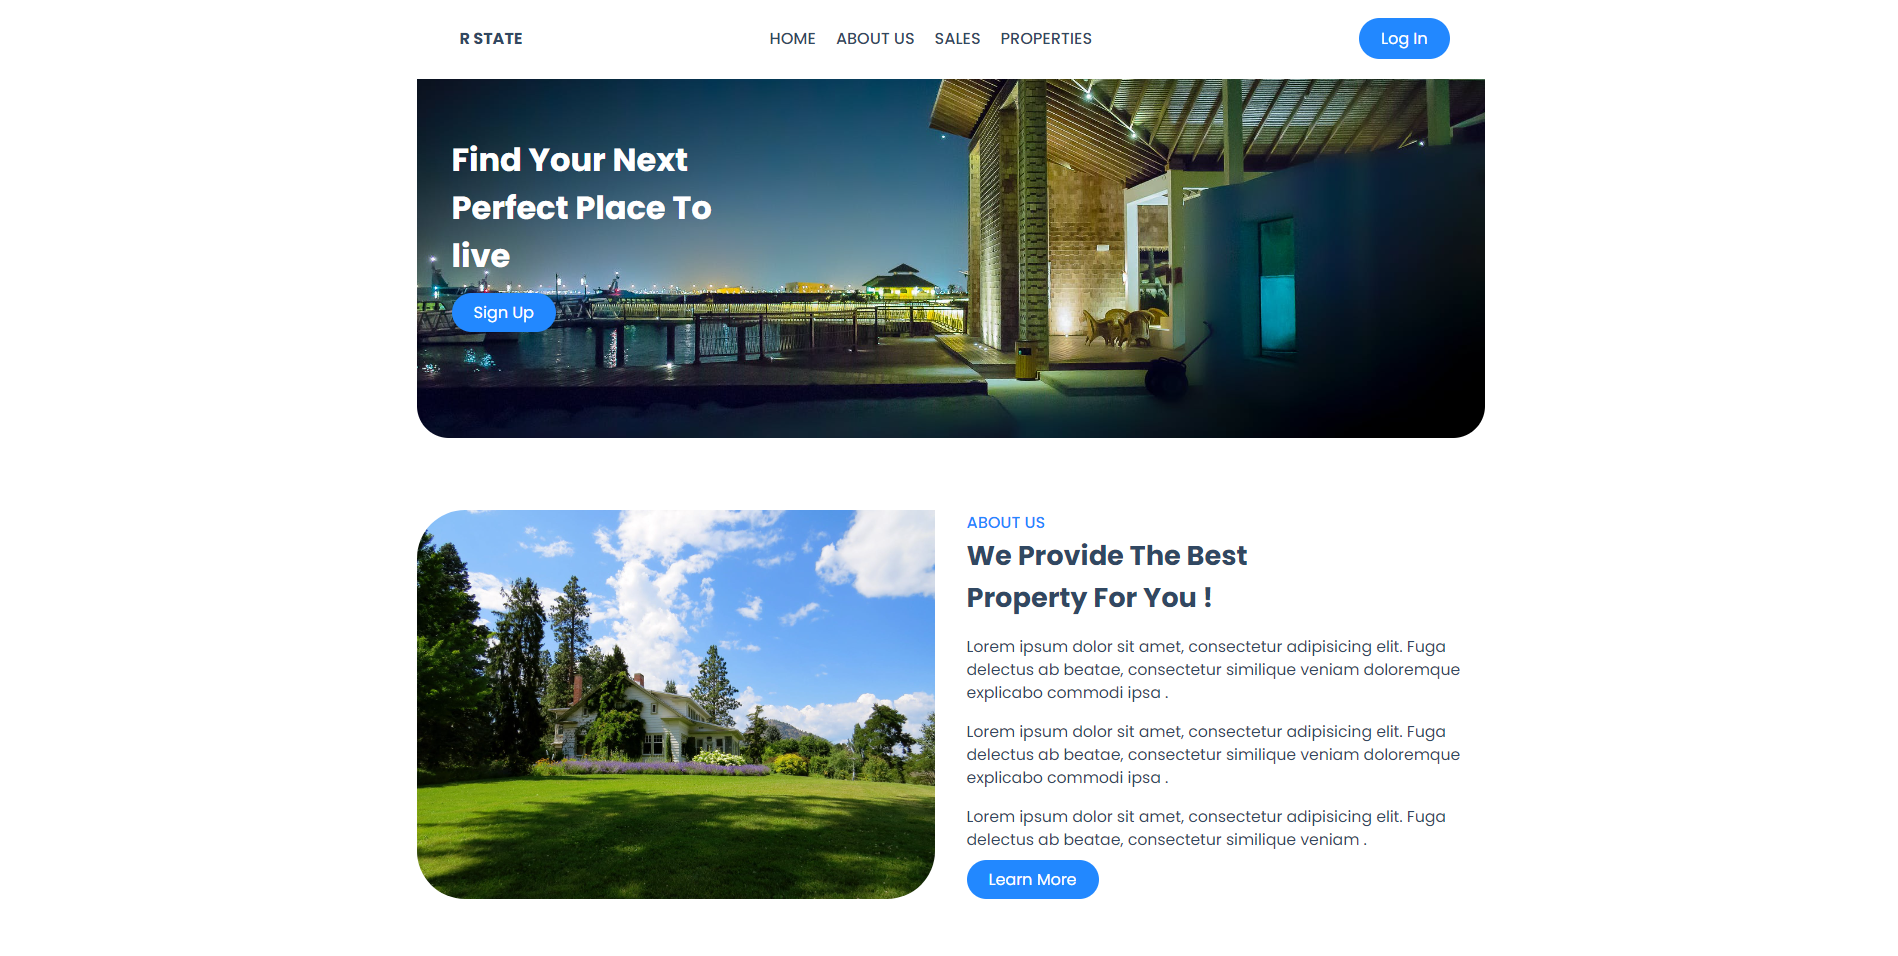 R STATE
HOME ABOUT US SALES PROPERTIES
Log In
Find Your Next
Perfect Place To
live
Sign Up
ABOUT US
We Provide The Best
Property For You !
Lorem ipsum dolor sit amet, consectetur adipisicing elit. Fuga
delectus ab beatae, consectetur similique veniam doloremque
explicabo commodi ipsa .
Lorem ipsum dolor sit amet, consectetur adipisicing elit. Fuga
delectus ab beatae, consectetur similique veniam doloremque
explicabo commodi ipsa .
Lorem ipsum dolor sit amet, consectetur adipisicing elit. Fuga
delectus ab beatae, consectetur similique veniam .
Learn More